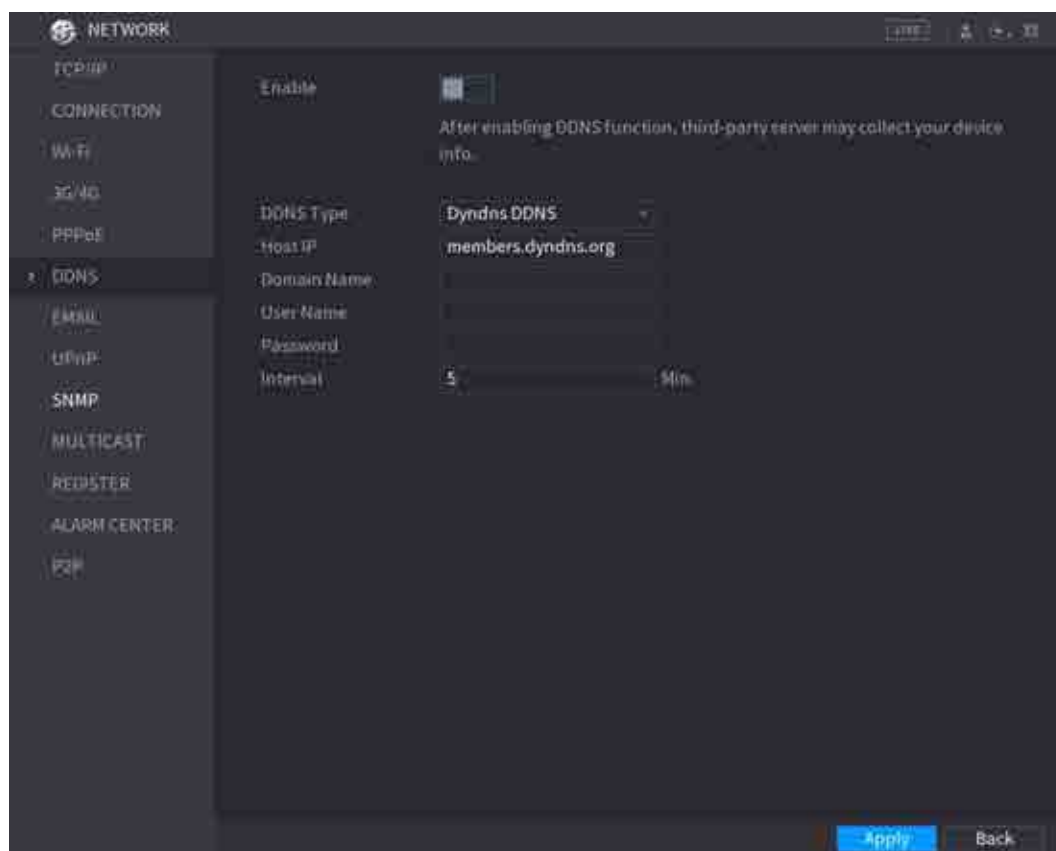 NETWORK
LIVE
TCP/IP
CONNECTION
Wi-Fi
3G/4G
PPPoE
DDNS
EMAIL
UPnP
SNMP
MULTICAST
REGISTER
ALARM CENTER
P2P
Enable
After enabling DDNS function, third-party server may collect your device
info.
DDNS Type Dyndns DDNS
Host IP members.dyndns.org
Domain Name
User Name
Password
Interval 5 Min.
Apply Back